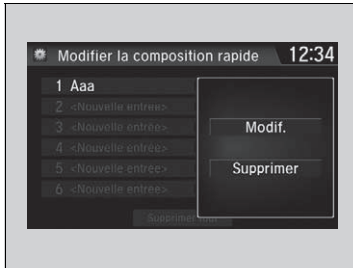 Modifier la composition rapide 12:34
1 Aaa
2 <Nouvelle entrée>
3 <Nouvelle entrée>
4 <Nouvelle entrée>
5 <Nouvelle entrée>
6 <Nouvelle entrée>
Modif.
Supprimer
Supprimer tout